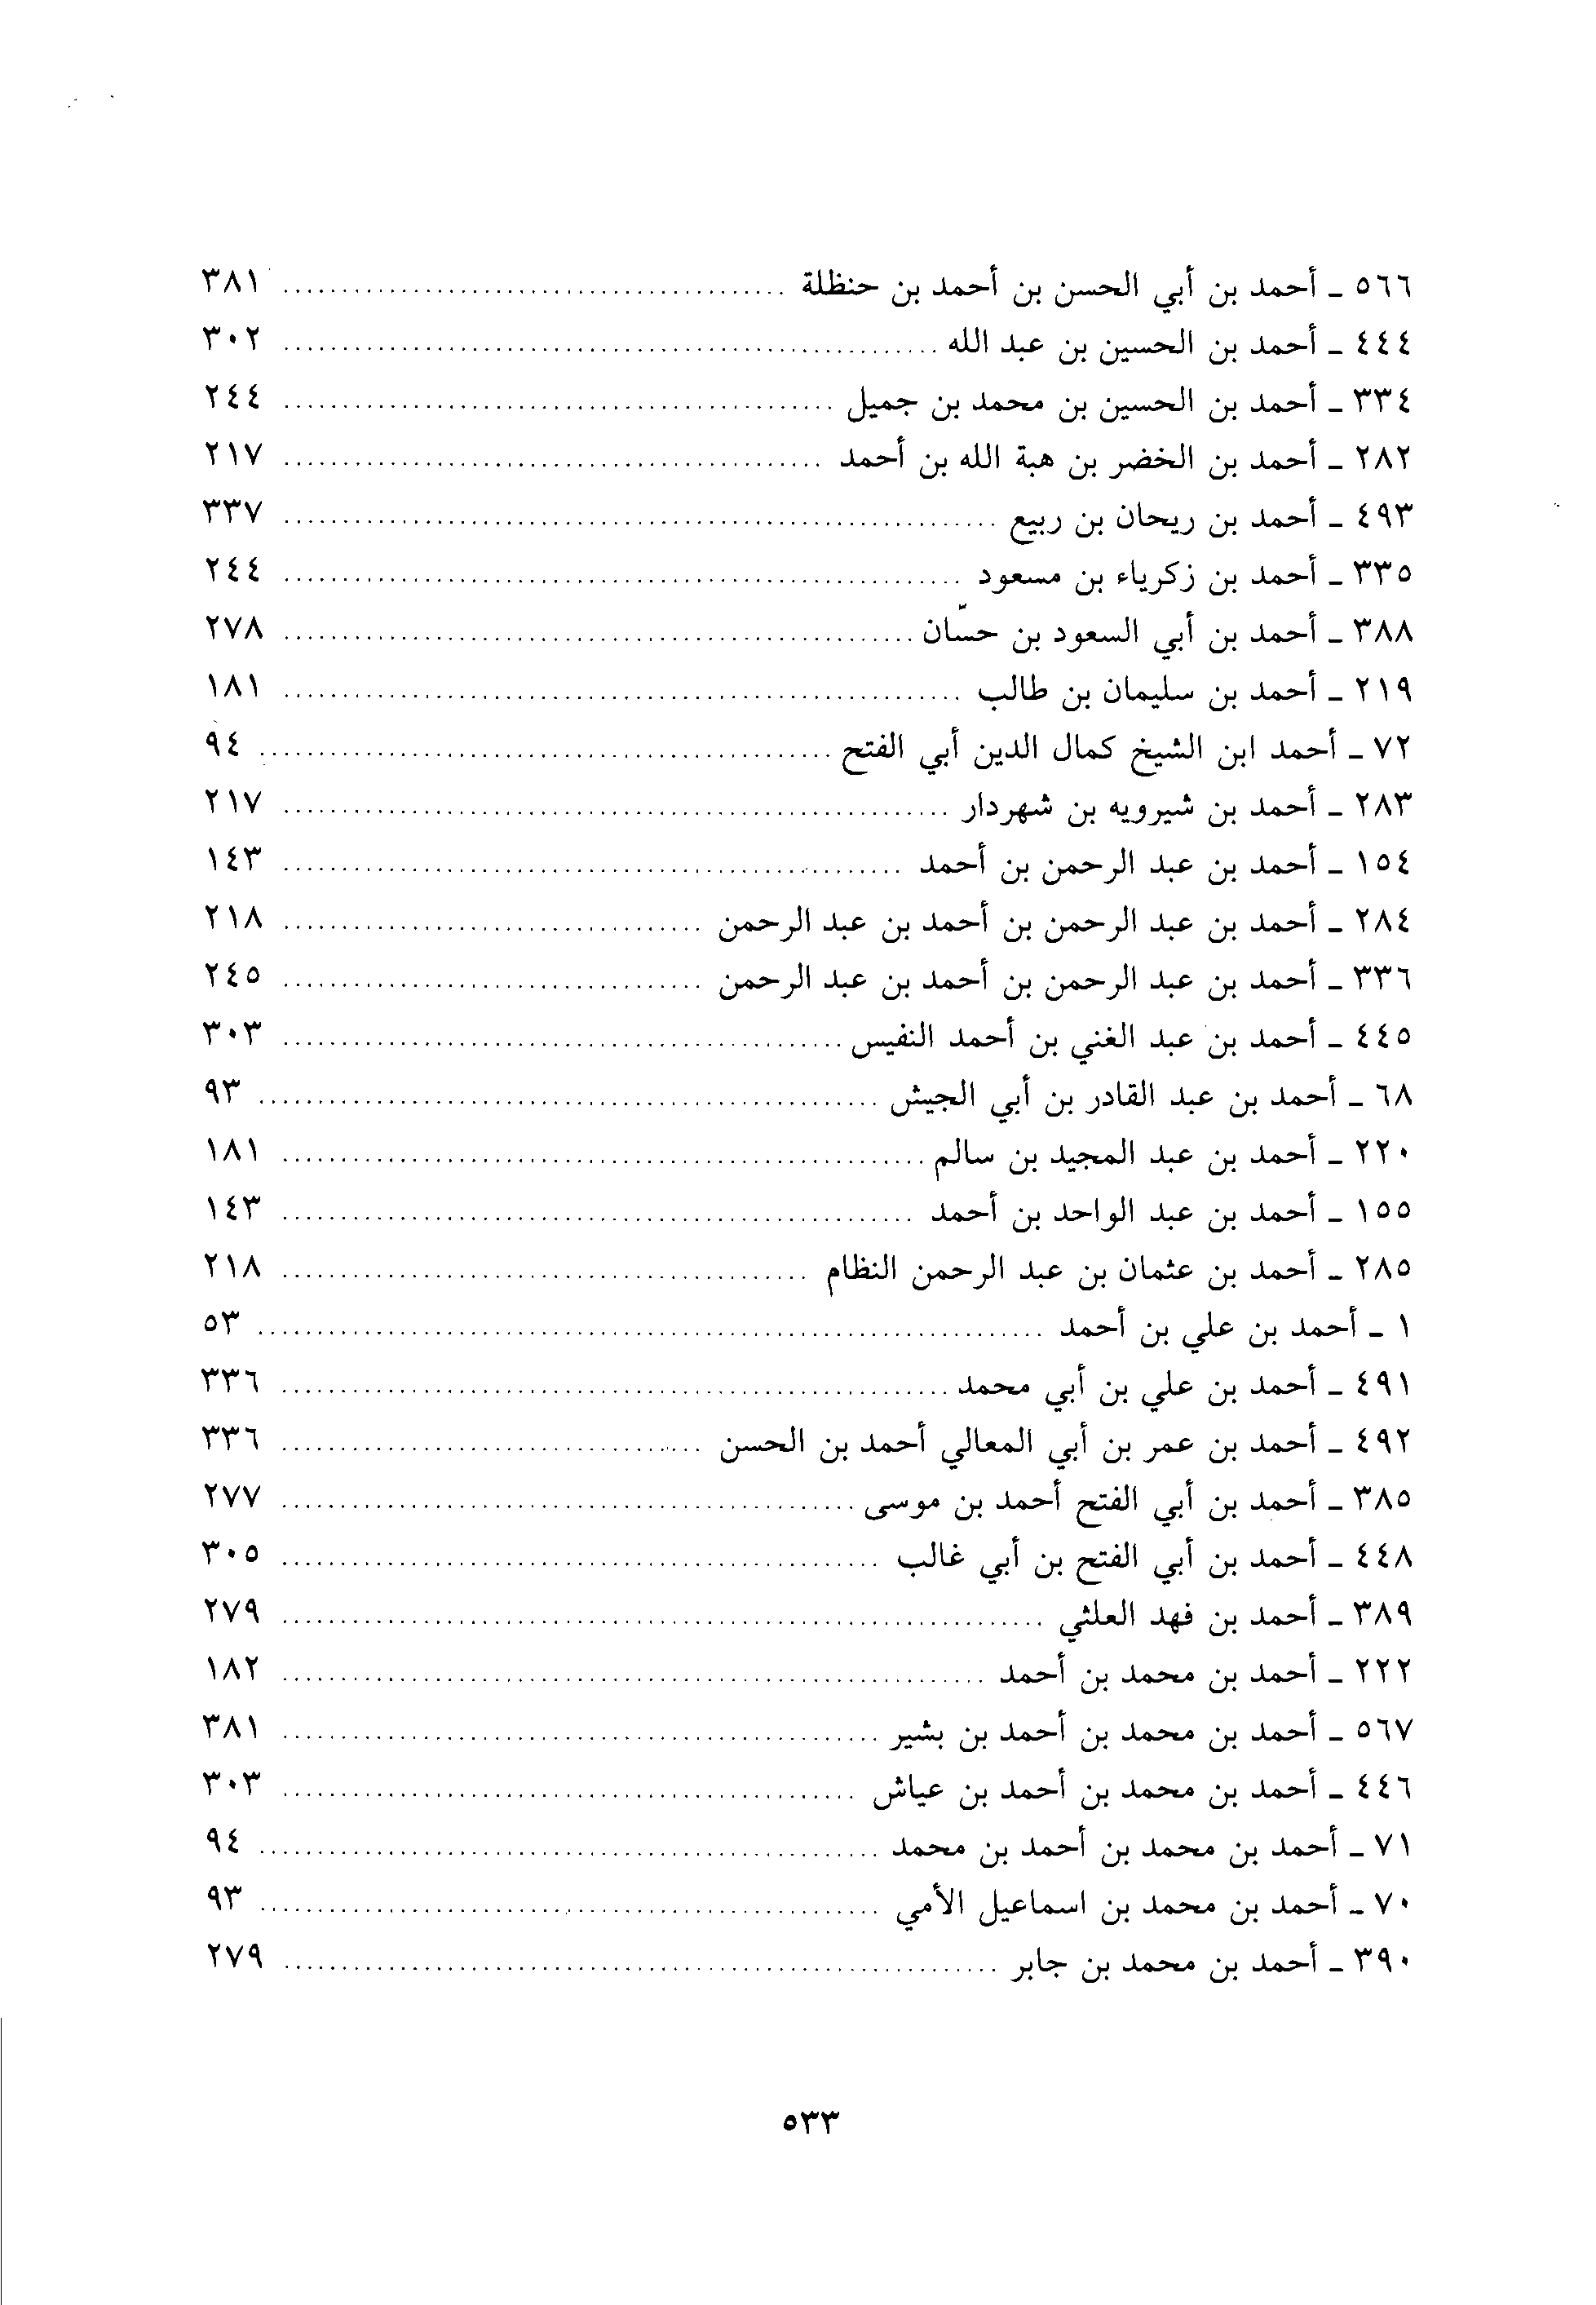 ٥٦٦ ـ أحمد بن أبي الحسن بن أحمد بن حنظلة ........................................ ٣٨١
٤٤٤ ـ أحمد بن الحسين بن عبد الله ........................................ ٣٠٢
٣٣٤ ـ أحمد بن الحسين بن محمد بن جميل ........................................ ٢٤٤
٢٨٢ ـ أحمد بن الخضر بن هبة الله بن أحمد ........................................ ٢١٧
٤٩٣ ـ أحمد بن ريحان بن ربيع ........................................ ٣٣٧
٣٣٥ ـ أحمد بن زكرياء بن مسعود ........................................ ٢٤٤
٣٨٨ ـ أحمد بن أبي السعود بن حسّان ........................................ ٢٧٨
٢١٩ ـ أحمد بن سليمان بن طالب ........................................ ١٨١
٧٢ ـ أحمد ابن الشيخ كمال الدين أبي الفتح ........................................ ٩٤
٢٨٣ ـ أحمد بن شيرويه بن شهردار ........................................ ٢١٧
١٥٤ ـ أحمد بن عبد الرحمن بن أحمد ........................................ ١٤٣
٢٨٤ ـ أحمد بن عبد الرحمن بن أحمد بن عبد الرحمن ........................................ ٢١٨
٣٣٦ ـ أحمد بن عبد الرحمن بن أحمد بن عبد الرحمن ........................................ ٢٤٥
٤٤٥ ـ أحمد بن عبد الغني بن أحمد النفيس ........................................ ٣٠٣
٦٨ ـ أحمد بن عبد القادر بن أبي الجيش ........................................ ٩٣
٢٢٠ ـ أحمد بن عبد المجيد بن سالم ........................................ ١٨١
١٥٥ ـ أحمد بن عبد الواحد بن أحمد ........................................ ١٤٣
٢٨٥ ـ أحمد بن عثمان بن عبد الرحمن النظام ........................................ ٢١٨
١ ـ أحمد بن علي بن أحمد ........................................ ٥٣
٤٩١ ـ أحمد بن علي بن أبي محمد ........................................ ٣٣٦
٤٩٢ ـ أحمد بن عمر بن أبي المعالي أحمد بن الحسن ........................................ ٣٣٦
٣٨٥ ـ أحمد بن أبي الفتح أحمد بن موسى ........................................ ٢٧٧
٤٤٨ ـ أحمد بن أبي الفتح بن أبي غالب ........................................ ٣٠٥
٣٨٩ ـ أحمد بن فهد العلثي ........................................ ٢٧٩
٢٢٢ ـ أحمد بن محمد بن أحمد ........................................ ١٨٢
٥٦٧ ـ أحمد بن محمد بن أحمد بن بشير ........................................ ٣٨١
٤٤٦ ـ أحمد بن محمد بن أحمد بن عياش ........................................ ٣٠٣
٧١ ـ أحمد بن محمد بن أحمد بن محمد ........................................ ٩٤
٧٠ ـ أحمد بن محمد بن اسماعيل الأمي ........................................ ٩٣
٣٩٠ ـ أحمد بن محمد بن جابر ........................................ ٢٧٩
٥٣٣